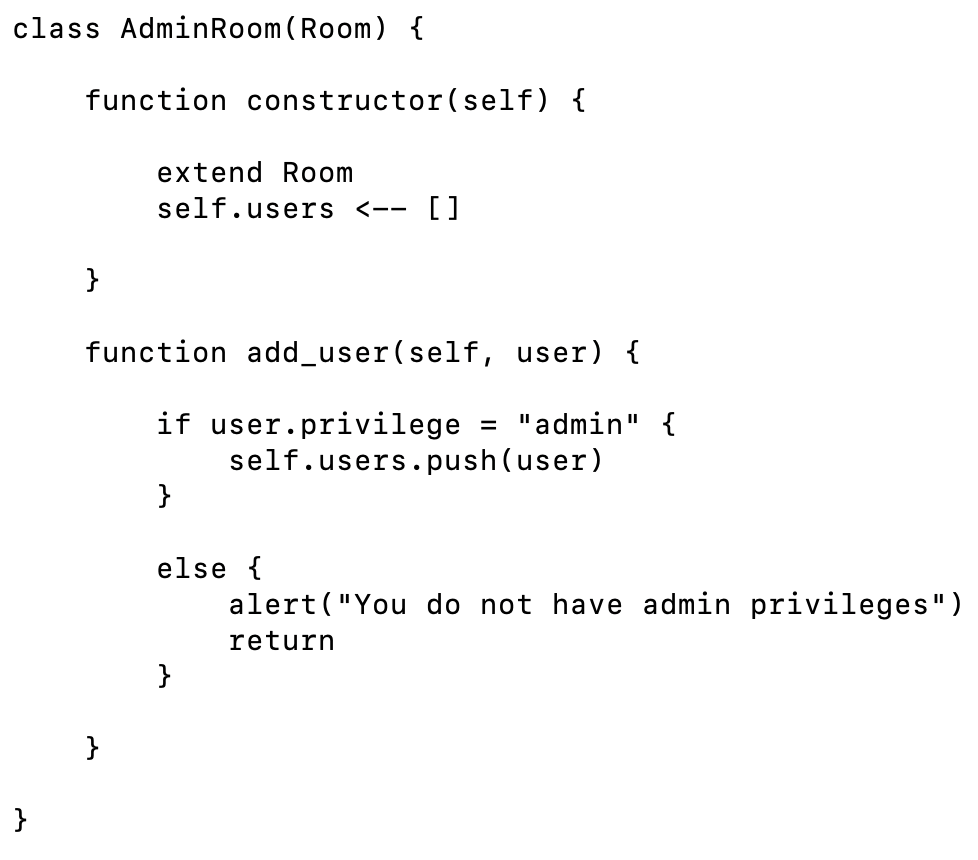 class AdminRoom(Room) {
function constructor(self) {
extend Room
self.users <-- []
}
function add_user(self, user) {
if user.privilege = "admin" {
self.users.push(user)
}
else {
alert("You do not have admin privileges")
return
}
}
}